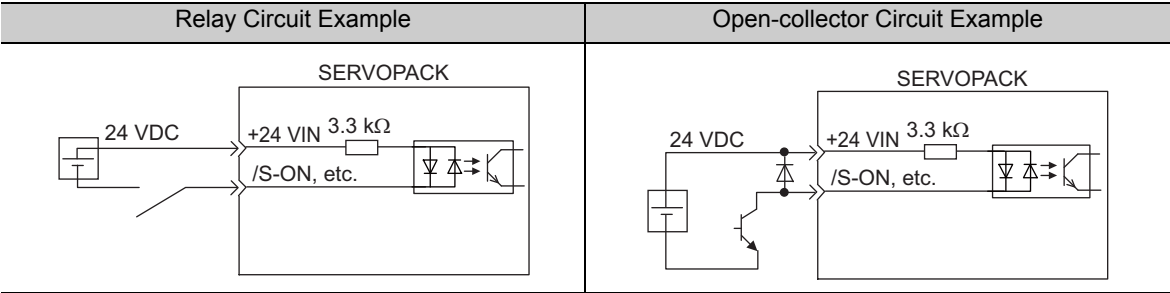 Relay Circuit Example
Open-collector Circuit Example
SERVOPACK
24 VDC
+24 VIN
3.3 kΩ
/S-ON, etc.
SERVOPACK
24 VDC
+24 VIN
3.3 kΩ
/S-ON, etc.